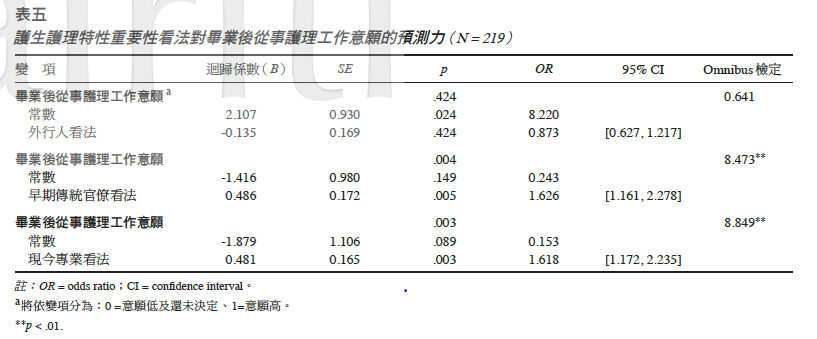 表五
護生護理特性重要性看法對畢業後從事護理工作意願的預測力（N = 219）
變 項 迴歸係數（B） SE p OR 95% CI Omnibus 檢定
畢業後從事護理工作意願a .424 0.641
常數 2.107 0.930 .024 8.220
外行人看法 -0.135 0.169 .424 0.873 [0.627, 1.217]
畢業後從事護理工作意願 .004 8.473**
常數 -1.416 0.980 .149 0.243
早期傳統官僚看法 0.486 0.172 .005 1.626 [1.161, 2.278]
畢業後從事護理工作意願 .003 8.849**
常數 -1.879 1.106 .089 0.153
現今專業看法 0.481 0.165 .003 1.618 [1.172, 2.235]
註：OR = odds ratio；CI = confidence interval。
a將依變項分為：0 =意願低及還未決定、1=意願高。
**p < .01.